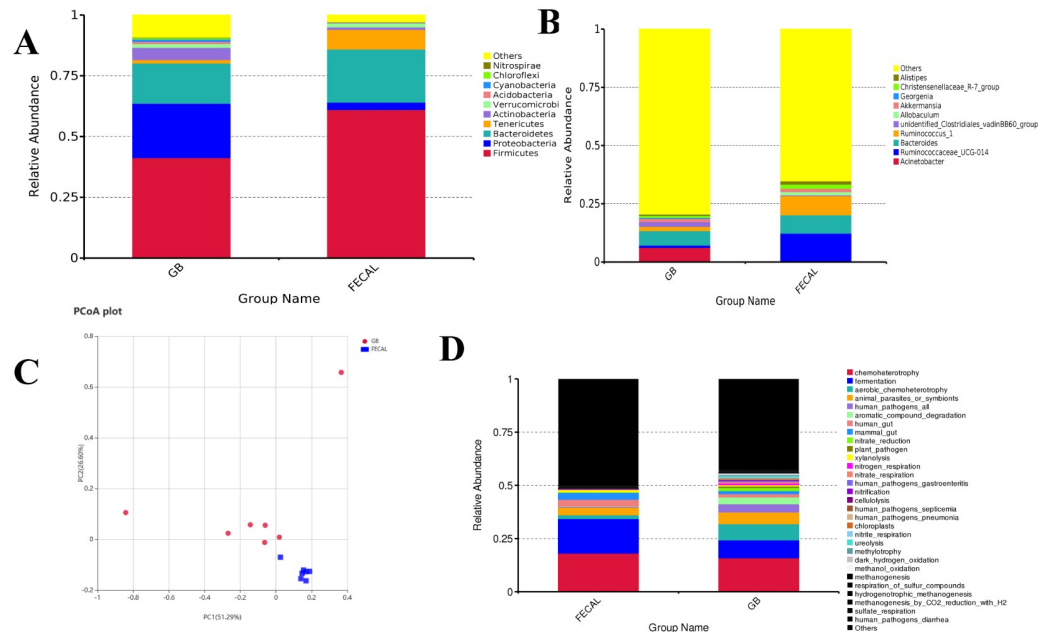 A
1
0.75
0.5
0.25
0
Relative Abundance
GB
FECAL
Group Name
Others
Nitrospirae
Chloroflexi
Cyanobacteria
Acidobacteria
Verrucomicrobi
Actinobacteria
Tenericutes
Bacteroidetes
Proteobacteria
Firmicutes
B
1
0.75
0.5
0.25
0
Relative Abundance
GB
FECAL
Group Name
Others
Alistipes
Christensenellaceae_R-7_group
Georgenia
Akkermansia
Allobaculum
unidentified_Clostridiales_vadinBB60_group
Ruminococcus_1
Bacteroides
Ruminococcaceae_UCG-014
Acinetobacter
C
PCoA plot
GB
FECAL
0.8
0.6
0.4
0.2
0
-0.2
PC2(26.60%)
-1
-0.8
-0.6
-0.4
-0.2
0
0.2
0.4
PC1(51.29%)
D
1
0.75
0.5
0.25
0
Relative Abundance
FECAL
GB
Group Name
chemoheterotrophy
fermentation
aerobic_chemoheterotrophy
animal_parasites_or_symbionts
human_pathogens_all
aromatic_compound_degradation
human_gut
mammal_gut
nitrate_reduction
plant_pathogen
xylanolysis
nitrogen_respiration
nitrate_respiration
human_pathogens_gastroenteritis
nitrification
cellulolysis
human_pathogens_septicemia
human_pathogens_pneumonia
chloroplasts
nitrite_respiration
ureolysis
methylotrophy
dark_hydrogen_oxidation
methanol_oxidation
methanogenesis
respiration_of_sulfur_compounds
hydrogenotrophic_methanogenesis
methanogenesis_by_CO2_reduction_with_H2
sulfate_respiration
human_pathogens_diarrhea
Others